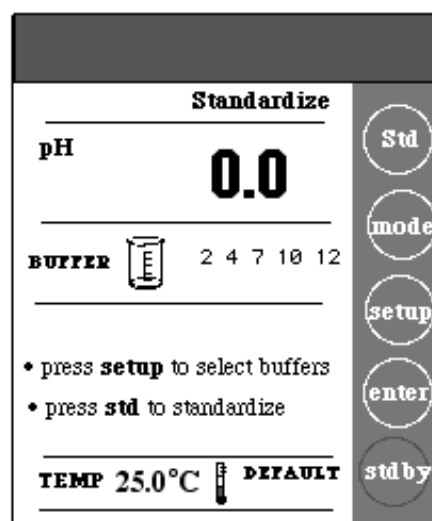 Standardize
pH
0.0
BUFFER 2 4 7 10 12
• press setup to select buffers
• press std to standardize
TEMP 25.0°C DEFAULT
Std
mode
setup
enter
stdby